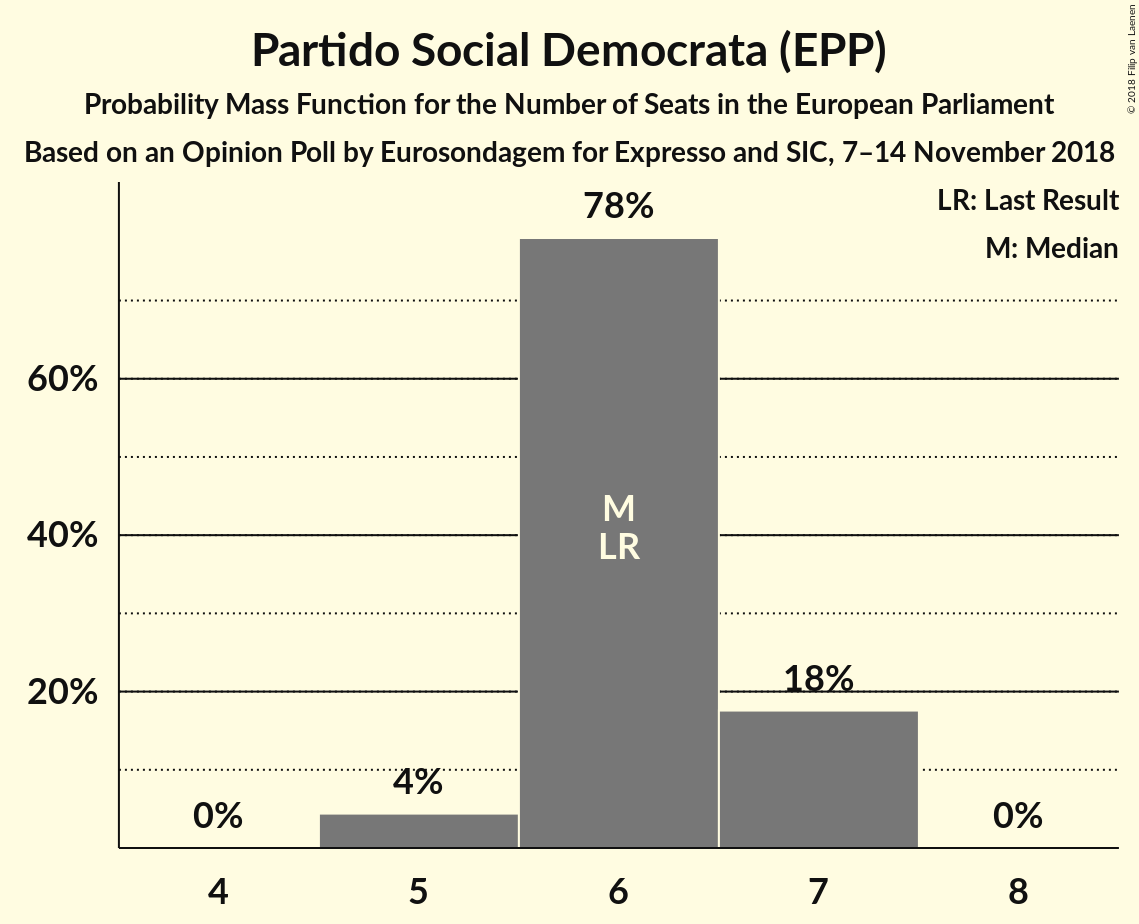 Partido Social Democrata (EPP)
Probability Mass Function for the Number of Seats in the European Parliament
Based on an Opinion Poll by Eurosondagem for Expresso and SIC, 7–14 November 2018
© 2018 Filip van Laenen
LR: Last Result
M: Median
78%
60%
M
40%
LR
18%
20%
4%
0%
0%
4
5
6
7
8